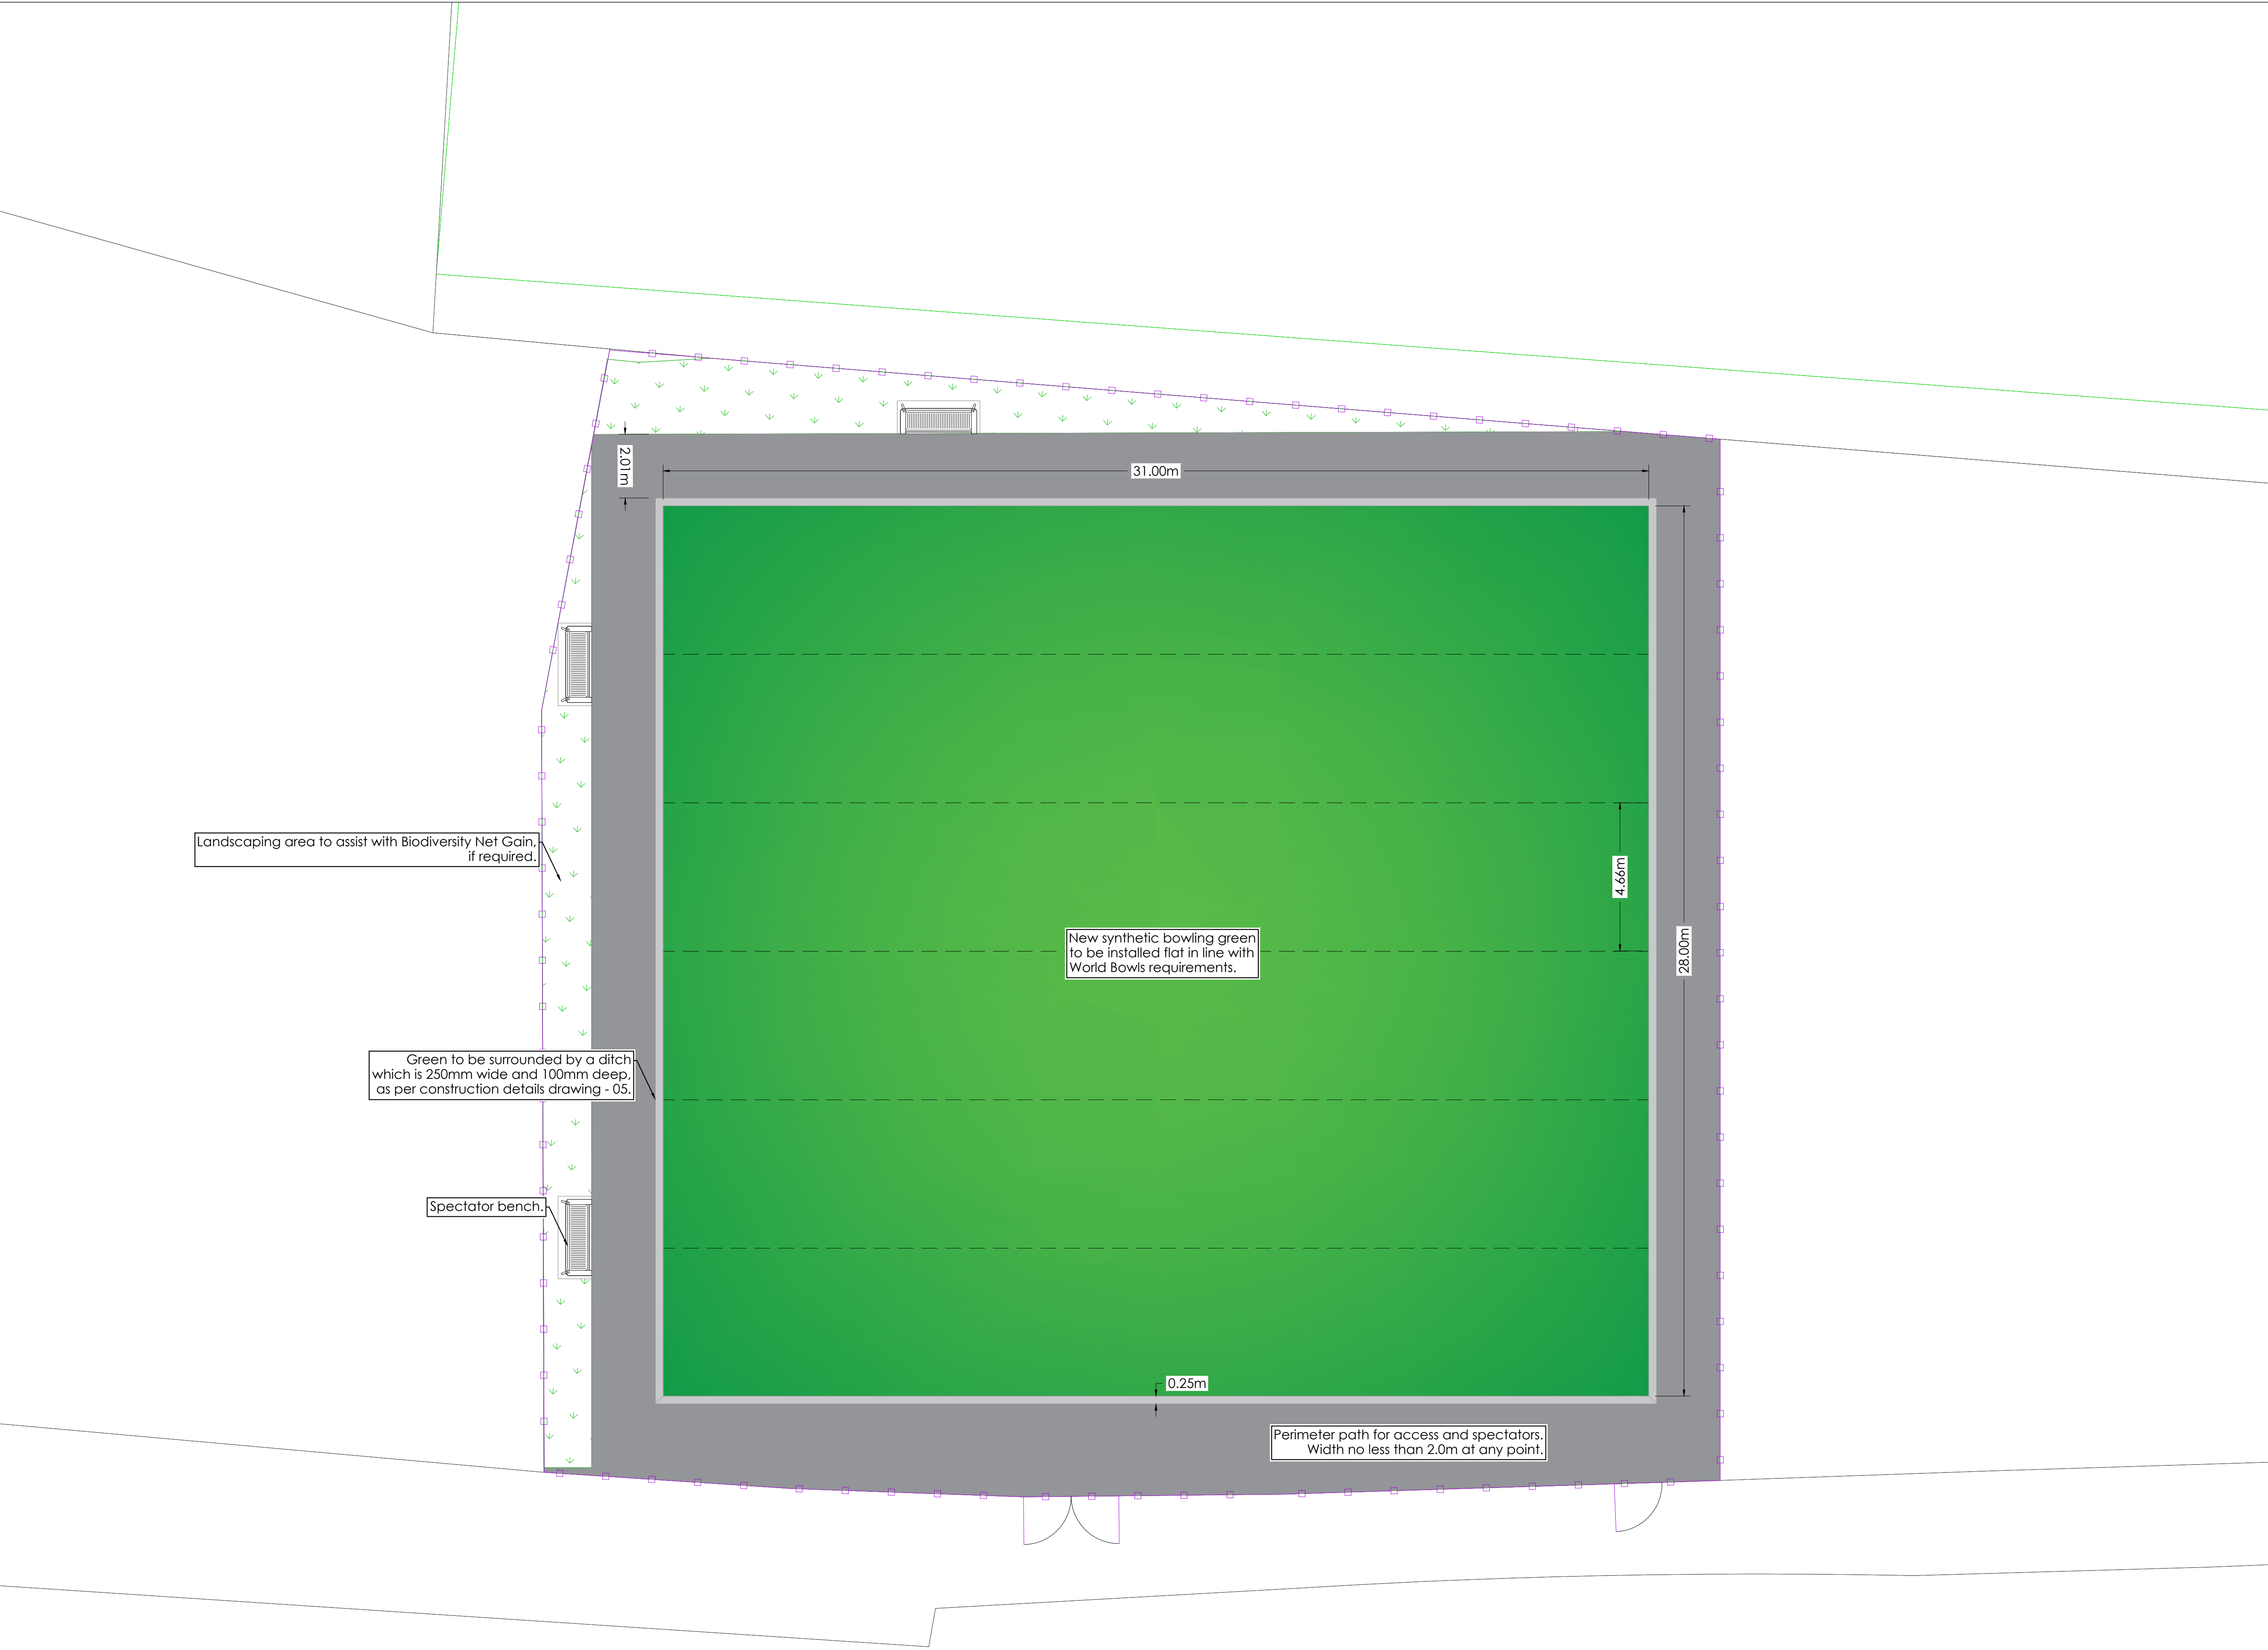 2.01m
31.00m
Landscaping area to assist with Biodiversity Net Gain,
if required.
4.66m
New synthetic bowling green
to be installed flat in line with
World Bowls requirements.
28.00m
Green to be surrounded by a ditch
which is 250mm wide and 100mm deep,
as per construction details drawing - 05.
Spectator bench.
0.25m
Perimeter path for access and spectators.
Width no less than 2.0m at any point.